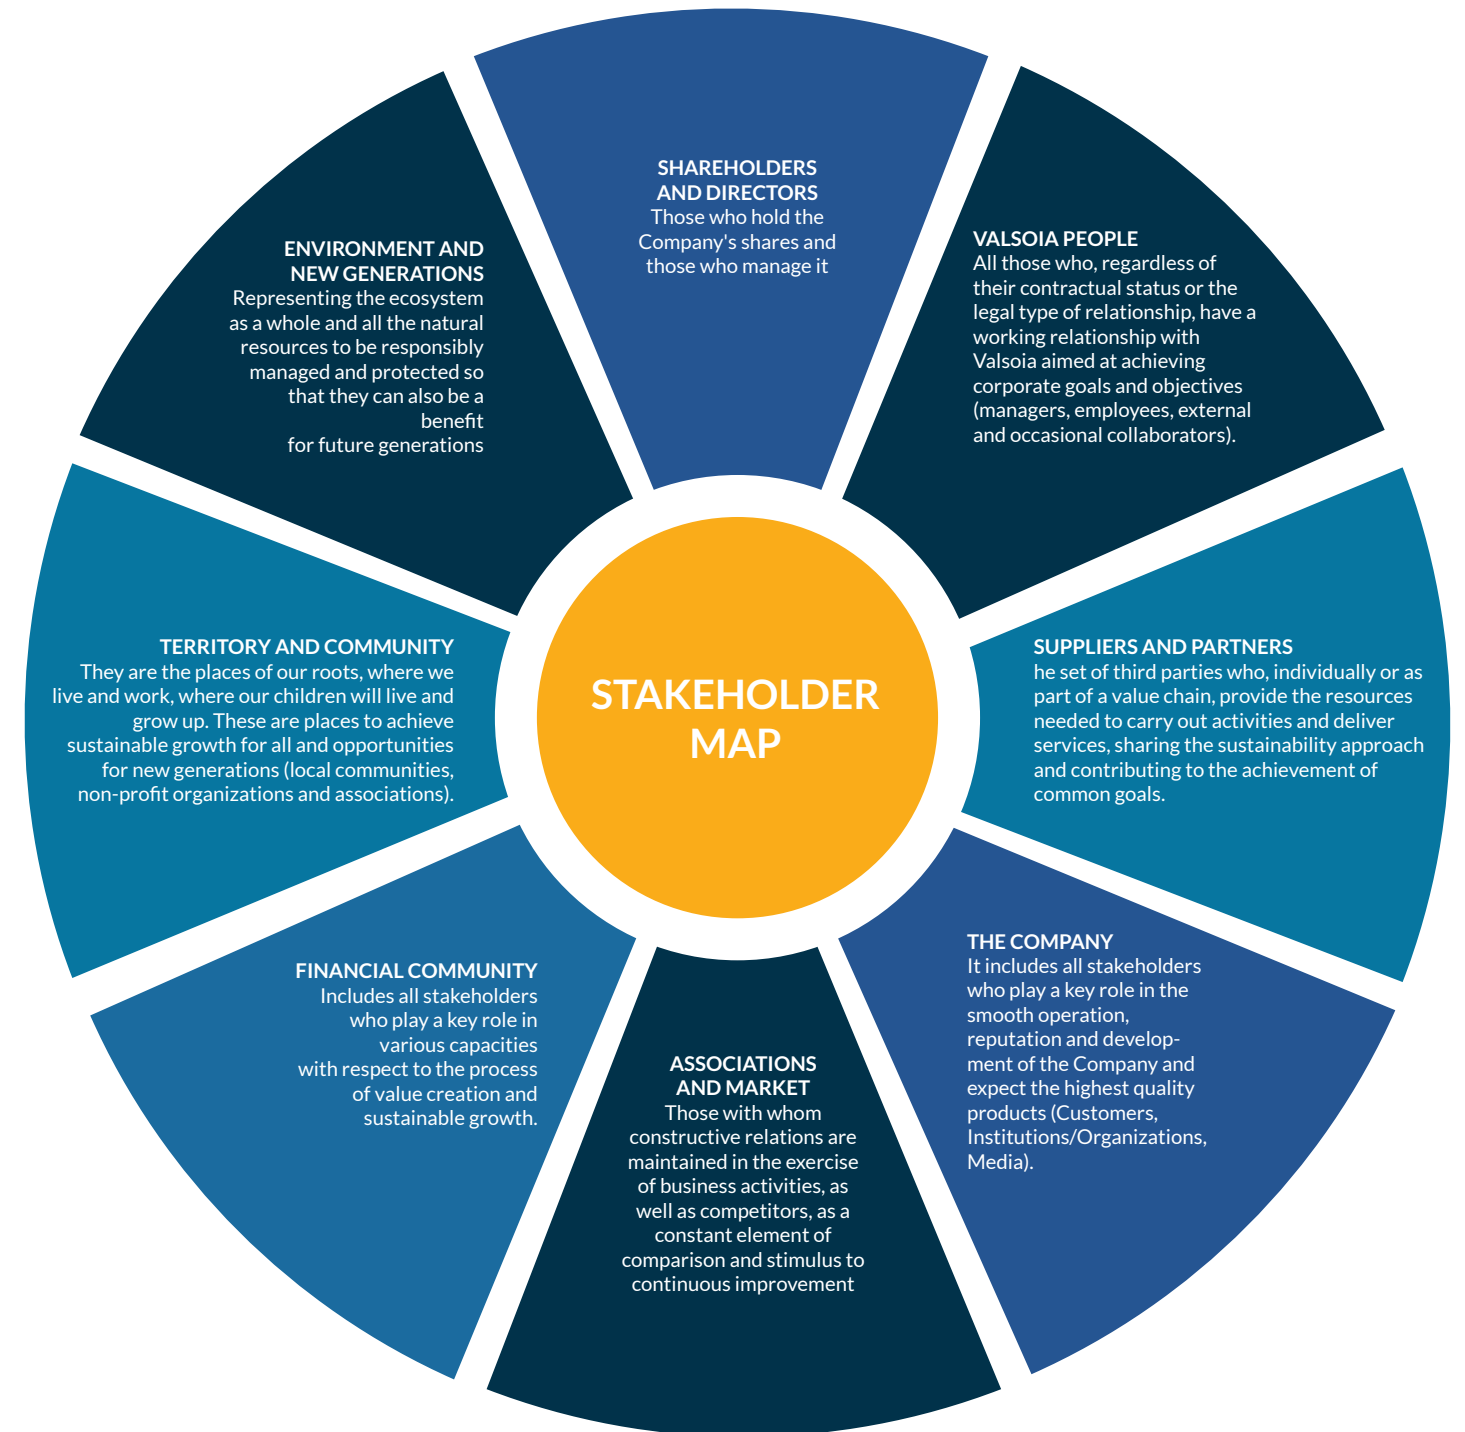 SHAREHOLDERS
AND DIRECTORS
Those who hold the
Company's shares and
those who manage it
VALSOIA PEOPLE
All those who, regardless of
their contractual status or the
legal type of relationship, have a
working relationship with
Valsoia aimed at achieving
corporate goals and objectives
(managers, employees, external
and occasional collaborators).
SUPPLIERS AND PARTNERS
he set of third parties who, individually or as
part of a value chain, provide the resources
needed to carry out activities and deliver
services, sharing the sustainability approach
and contributing to the achievement of
common goals.
THE COMPANY
It includes all stakeholders
who play a key role in the
smooth operation,
reputation and develop-
ment of the Company and
expect the highest quality
products (Customers,
Institutions/Organizations,
Media).
ASSOCIATIONS
AND MARKET
Those with whom
constructive relations are
maintained in the exercise
of business activities, as
well as competitors, as a
constant element of
comparison and stimulus to
continuous improvement
FINANCIAL COMMUNITY
Includes all stakeholders
who play a key role in
various capacities
with respect to the process
of value creation and
sustainable growth.
TERRITORY AND COMMUNITY
They are the places of our roots, where we
live and work, where our children will live and
grow up. These are places to achieve
sustainable growth for all and opportunities
for new generations (local communities,
non-profit organizations and associations).
ENVIRONMENT AND
NEW GENERATIONS
Representing the ecosystem
as a whole and all the natural
resources to be responsibly
managed and protected so
that they can also be a
benefit
for future generations
STAKEHOLDER
MAP